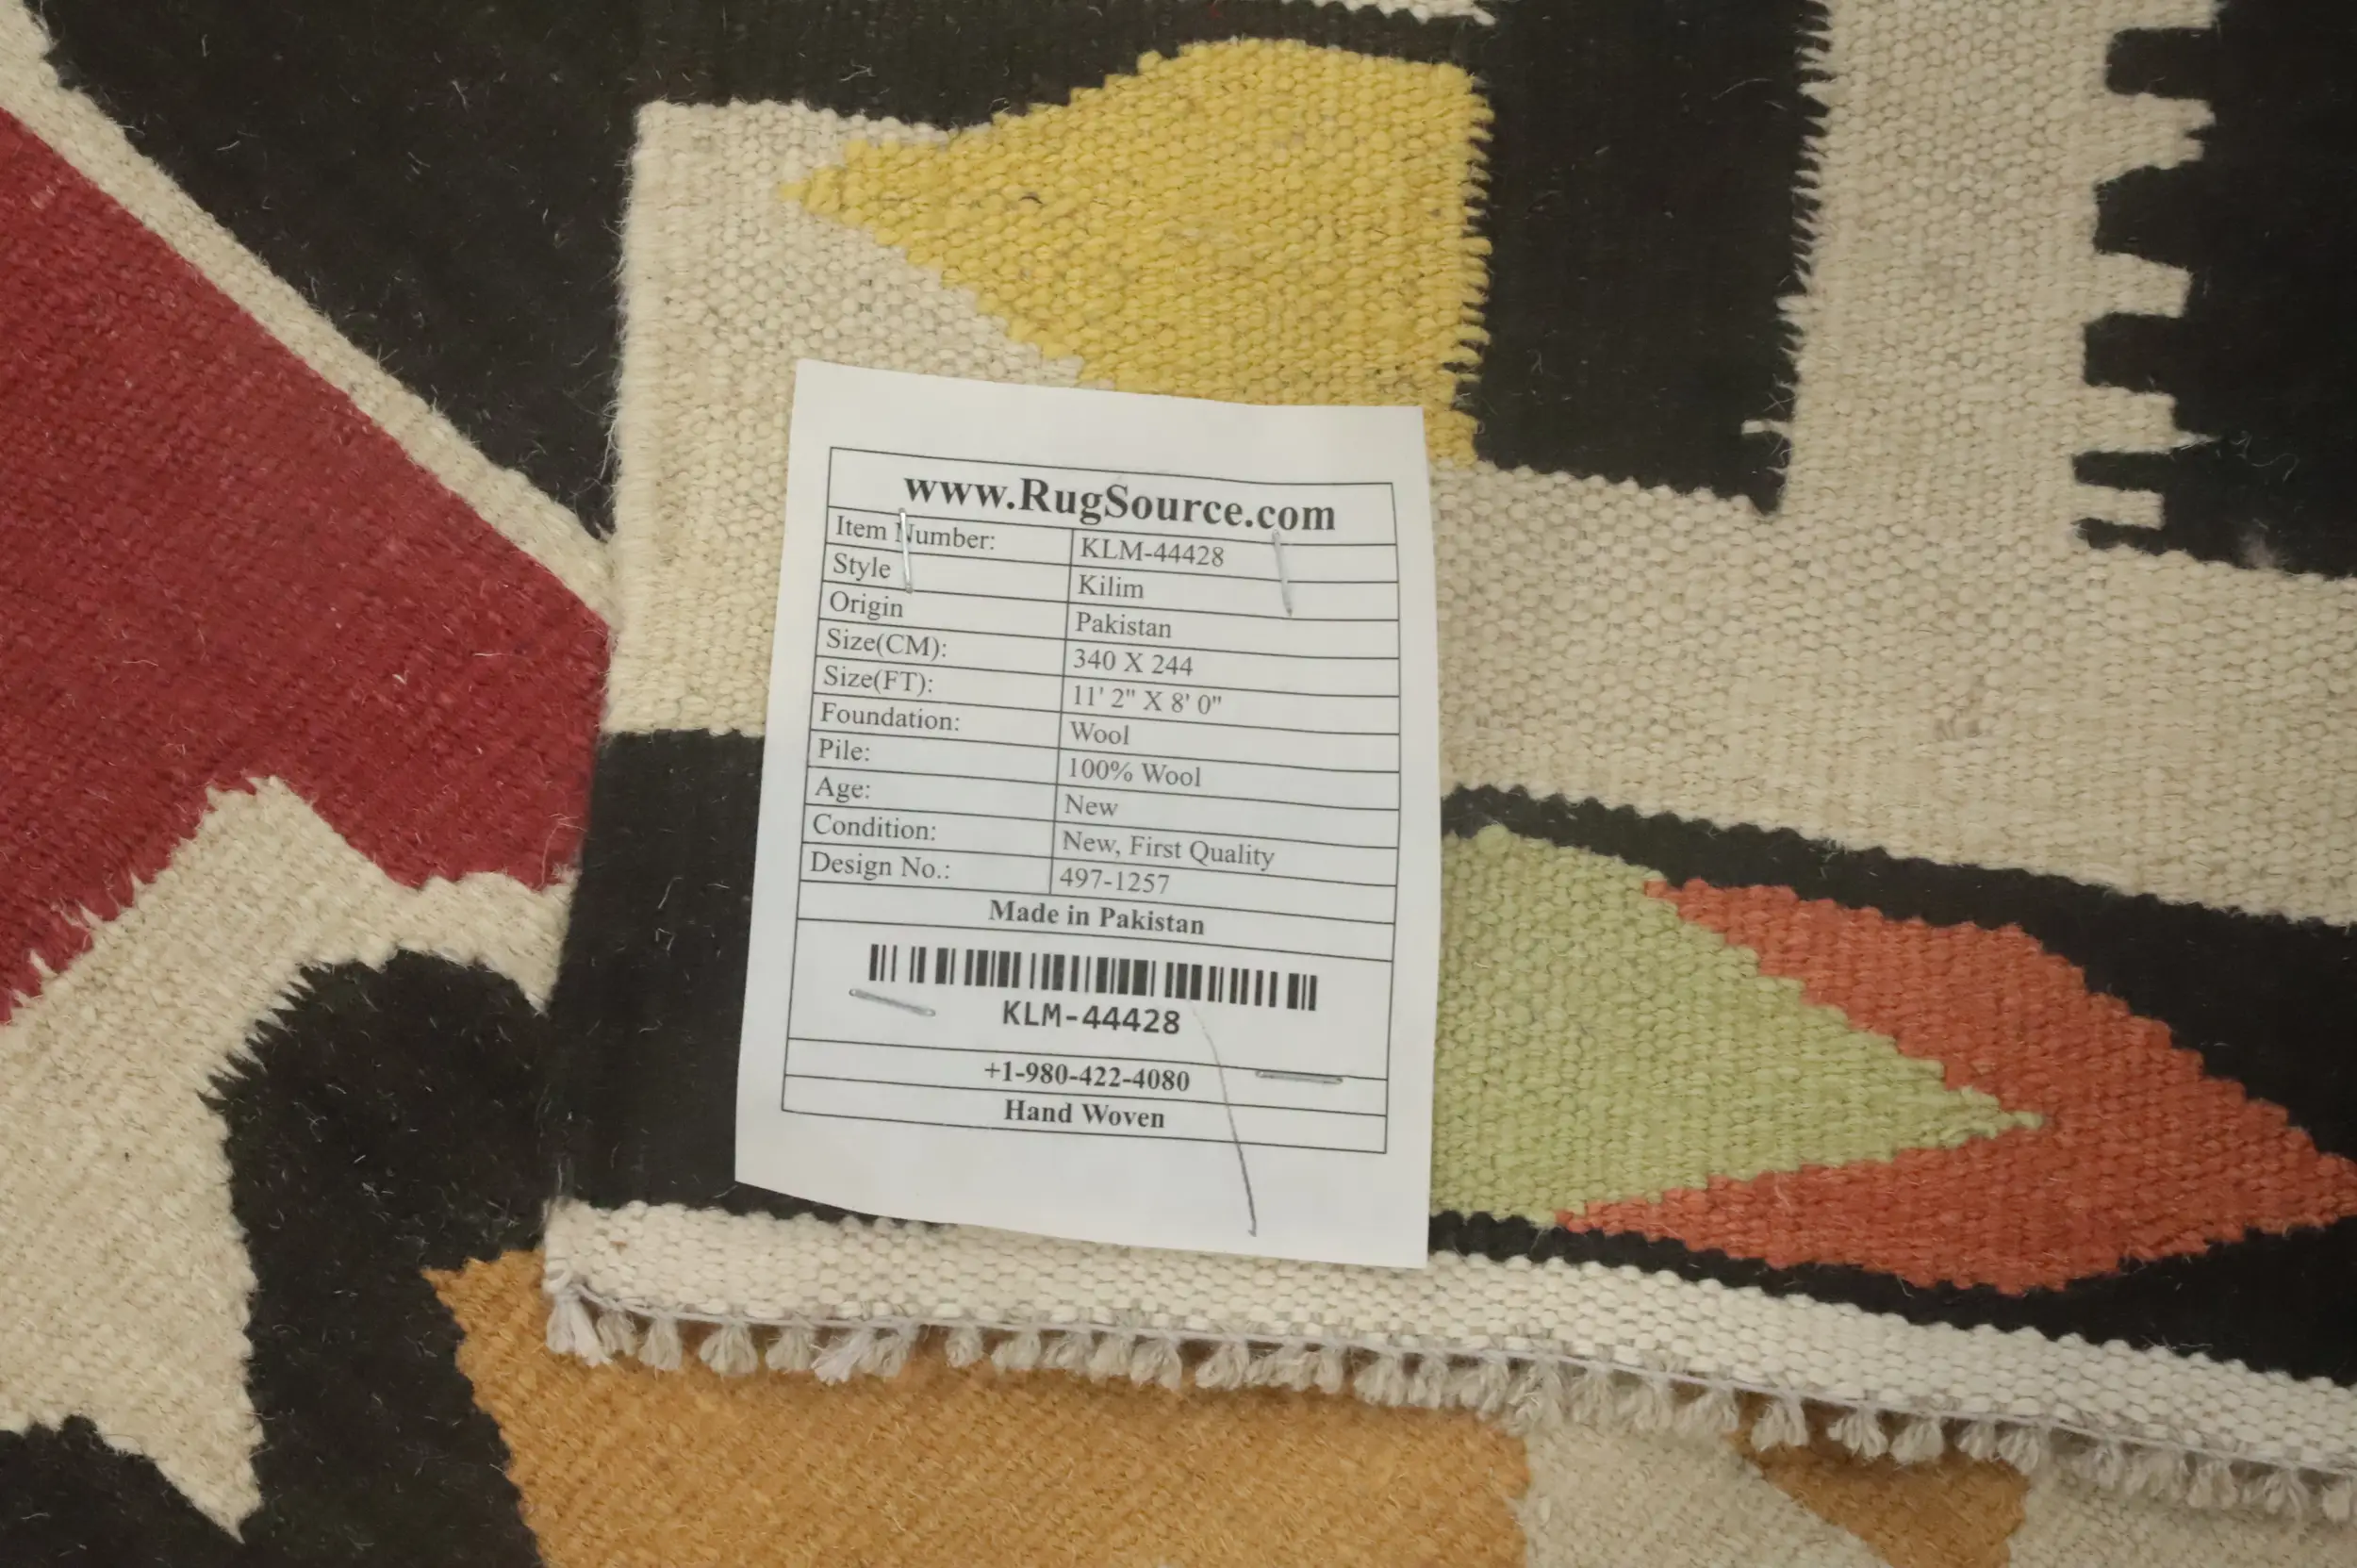 www.RugSource.com
Item Number: KLM-44428
Style Kilim
Origin Pakistan
Size(CM): 340 X 244
Size(FT): 11' 2" X 8' 0"
Foundation: Wool
Pile: 100% Wool
Age: New
Condition: New, First Quality
Design No.: 497-1257
Made in Pakistan
KLM-44428
+1-980-422-4080
Hand Woven